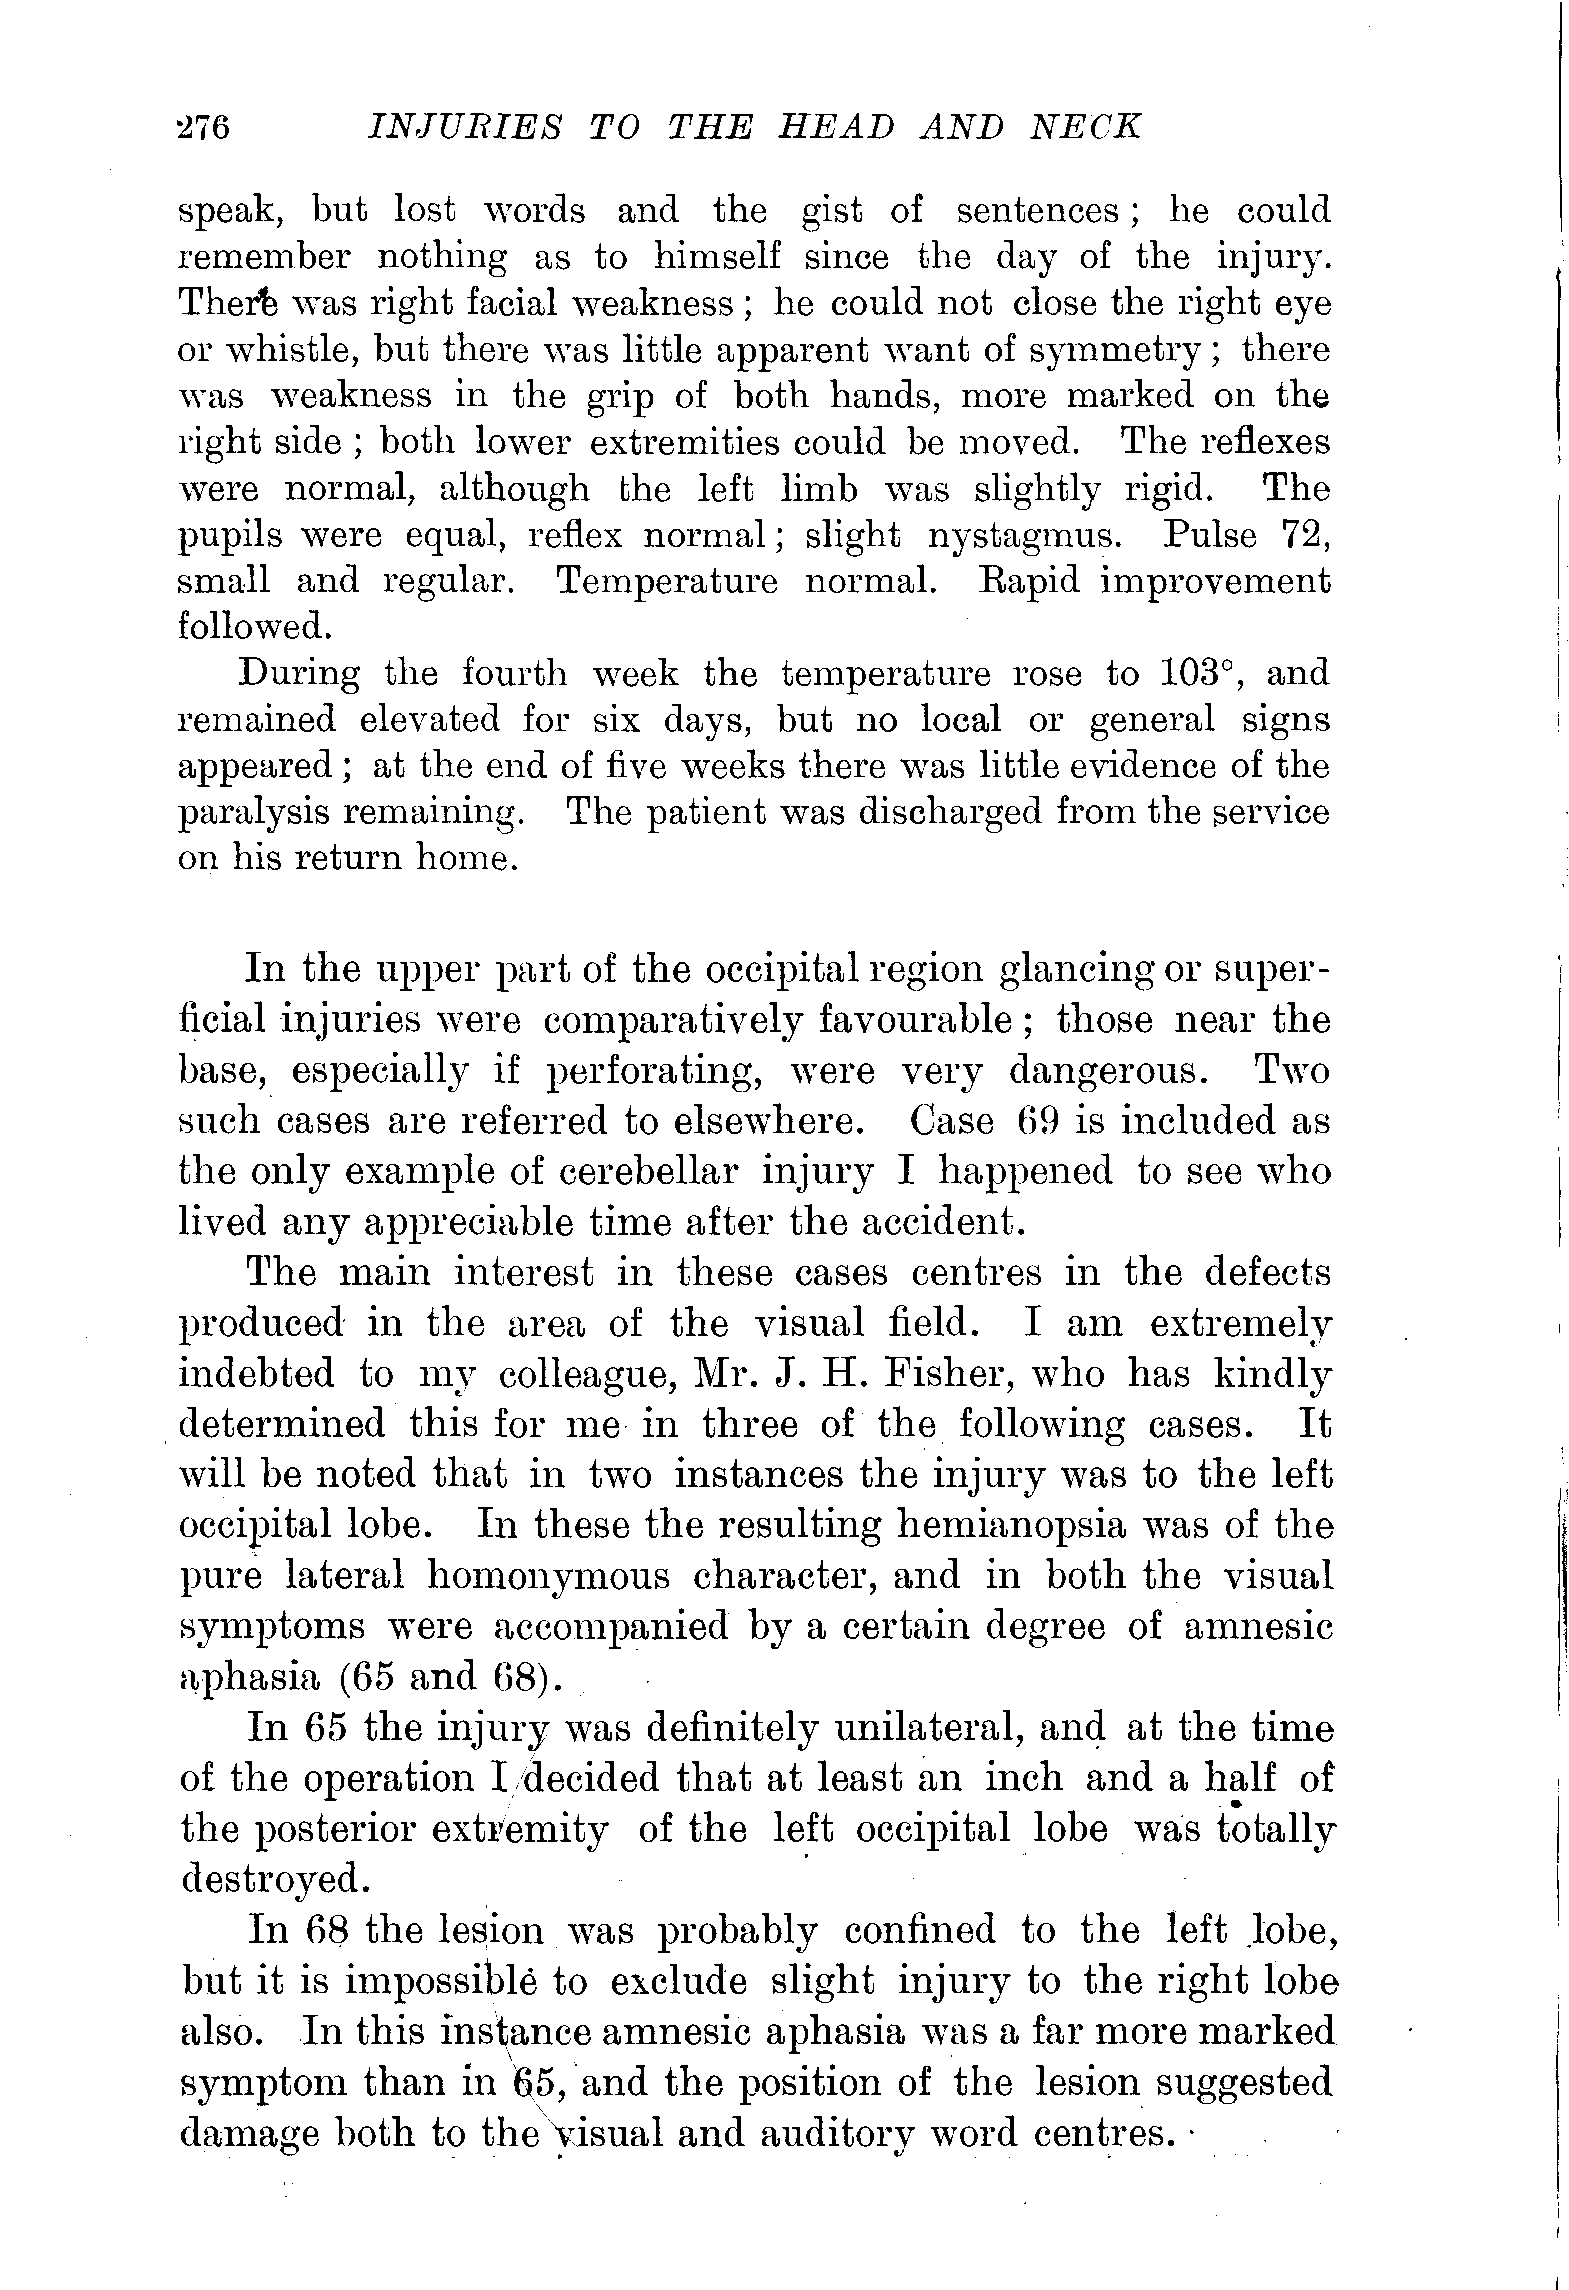 276 INJURIES TO THE HEAD AND NECK
speak, but lost words and the gist of sentences; he could
remember nothing as to himself since the day of the injury.
There was right facial weakness; he could not close the right eye
or whistle, but there was little apparent want of symmetry; there
was weakness in the grip of both hands, more marked on the
right side; both lower extremities could be moved. The reflexes
were normal, although the left limb was slightly rigid. The
pupils were equal, reflex normal; slight nystagmus. Pulse 72,
small and regular. Temperature normal. Rapid improvement
followed.
During the fourth week the temperature rose to 103°, and
remained elevated for six days, but no local or general signs
appeared; at the end of five weeks there was little evidence of the
paralysis remaining. The patient was discharged from the service
on his return home.
In the upper part of the occipital region glancing or super-
ficial injuries were comparatively favourable; those near the
base, especially if perforating, were very dangerous. Two
such cases are referred to elsewhere. Case 69 is included as
the only example of cerebellar injury I happened to see who
lived any appreciable time after the accident.
The main interest in these cases centres in the defects
produced in the area of the visual field. I am extremely
indebted to my colleague, Mr. J. H. Fisher, who has kindly
determined this for me in three of the following cases. It
will be noted that in two instances the injury was to the left
occipital lobe. In these the resulting hemianopsia was of the
pure lateral homonymous character, and in both the visual
symptoms were accompanied by a certain degree of amnesic
aphasia (65 and 68).
In 65 the injury was definitely unilateral, and at the time
of the operation I decided that at least an inch and a half of
the posterior extremity of the left occipital lobe was totally
destroyed.
In 68 the lesion was probably confined to the left lobe,
but it is impossible to exclude slight injury to the right lobe
also. In this instance amnesic aphasia was a far more marked
symptom than in 65, and the position of the lesion suggested
damage both to the visual and auditory word centres.